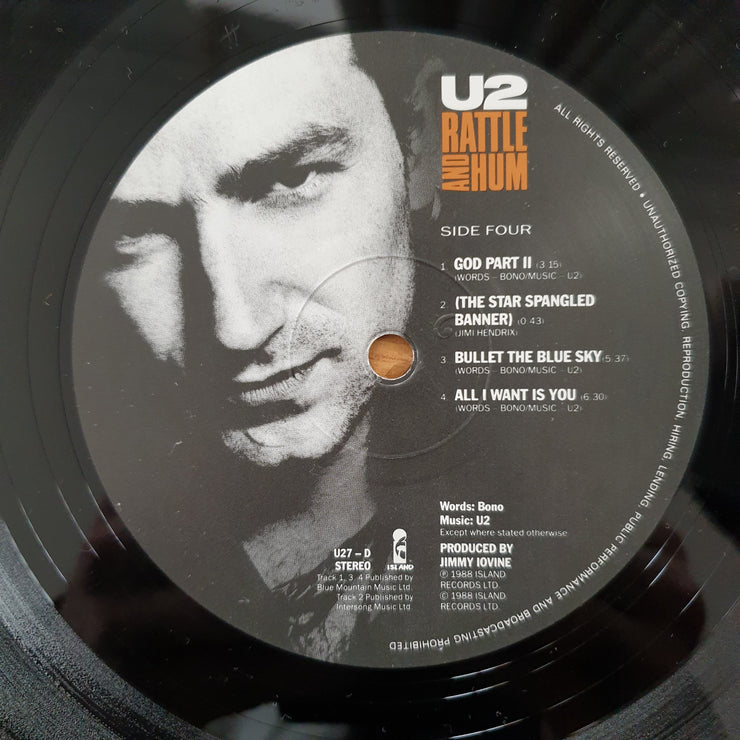 U2
RATTLE
AND HUM
SIDE FOUR
1. GOD PART II (3 15)
(WORDS – BONO/MUSIC – U2)
2. (THE STAR SPANGLED
BANNER) (0 43)
(JIMI HENDRIX)
3. BULLET THE BLUE SKY (5.37)
(WORDS – BONO/MUSIC – U2)
4. ALL I WANT IS YOU (6.30)
(WORDS – BONO/MUSIC – U2)
Words: Bono
Music: U2
Except where stated otherwise
PRODUCED BY
JIMMY IOVINE
℗ 1988 ISLAND
RECORDS LTD.
© 1988 ISLAND
RECORDS LTD.
U27 – D
STEREO
Track 1, 3 4 Published by
Blue Mountain Music Ltd
Track 2 Published by
Intersong Music Ltd
ISLAND
ALL RIGHTS RESERVED • UNAUTHORIZED COPYING, REPRODUCTION, HIRING, LENDING, PUBLIC PERFORMANCE AND BROADCASTING PROHIBITED